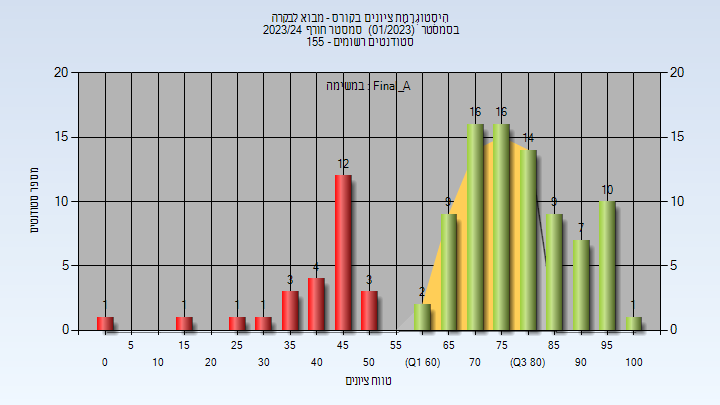 הִיסְטוֹגְרַמַּת ציונים בקורס - מבוא לבקרה
בסמסטר (01/2023) סמסטר חורף 2023/24
סטודנטים רשומים - 155
במשימה : Final_A
מספר סטודנטים
20 20
15 15
10 10
5 5
0 0
1 1 1 1 3 4 12 3 2 9 16 16 14 9 7 10 1
5 15 25 35 45 55 65 75 85 95
0 10 20 30 40 50 (Q1 60) 70 (Q3 80) 90 100
טווח ציונים